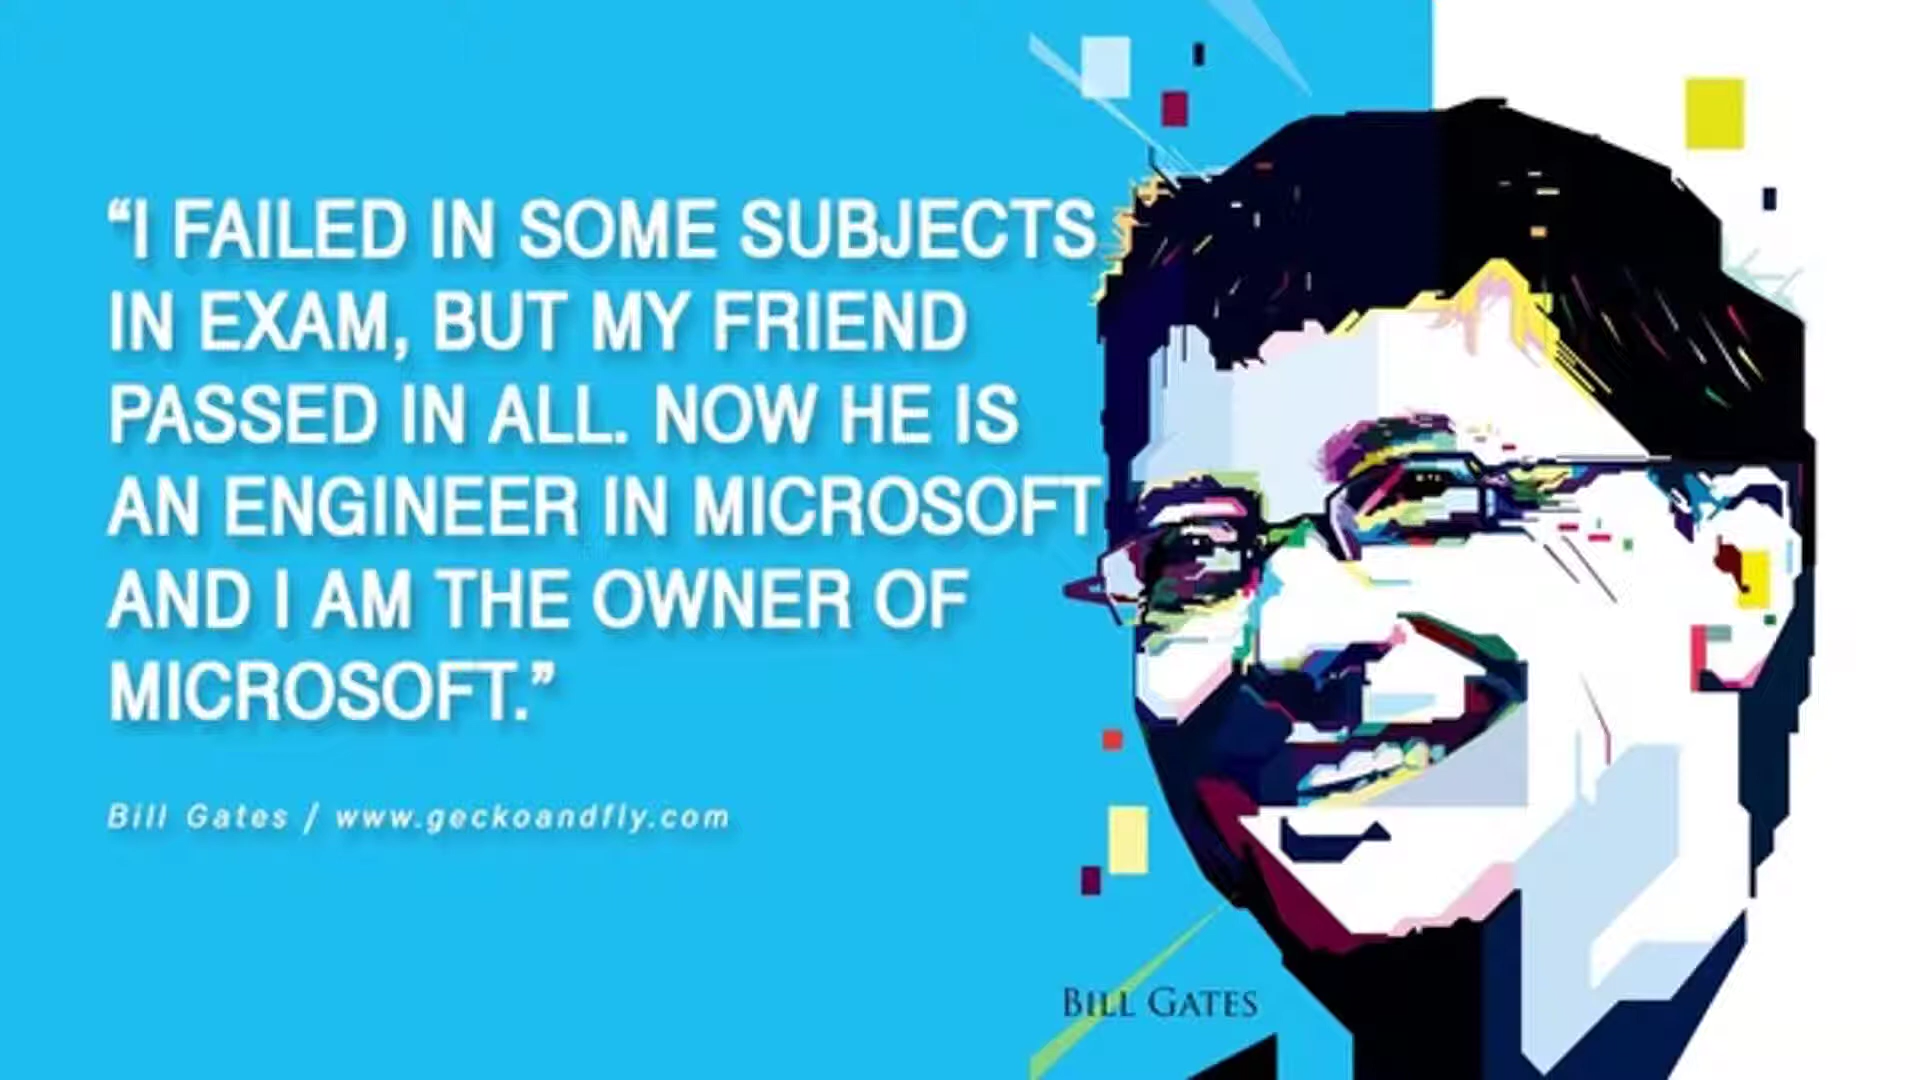 “I FAILED IN SOME SUBJECTS
IN EXAM, BUT MY FRIEND
PASSED IN ALL. NOW HE IS
AN ENGINEER IN MICROSOFT
AND I AM THE OWNER OF
MICROSOFT.”
Bill Gates / www.geckoandfly.com
BILL GATES